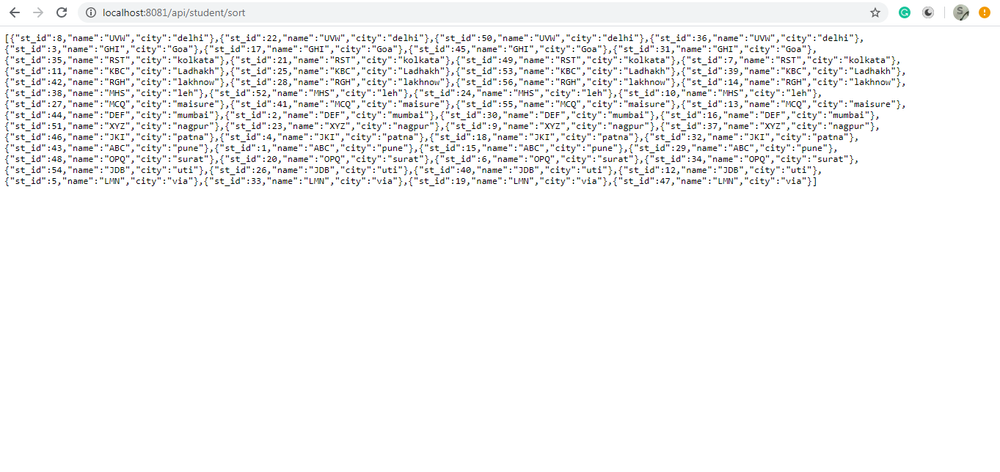 localhost:8081/api/student/sort
[{"st_id":8,"name":"UVW","city":"delhi"},{"st_id":22,"name":"UVW","city":"delhi"},{"st_id":50,"name":"UVW","city":"delhi"},{"st_id":36,"name":"UVW","city":"delhi"},
{"st_id":3,"name":"GHI","city":"Goa"},{"st_id":17,"name":"GHI","city":"Goa"},{"st_id":45,"name":"GHI","city":"Goa"},{"st_id":31,"name":"GHI","city":"Goa"},
{"st_id":35,"name":"RST","city":"kolkata"},{"st_id":21,"name":"RST","city":"kolkata"},{"st_id":49,"name":"RST","city":"kolkata"},{"st_id":7,"name":"RST","city":"kolkata"},
{"st_id":11,"name":"KBC","city":"Ladhakh"},{"st_id":25,"name":"KBC","city":"Ladhakh"},{"st_id":53,"name":"KBC","city":"Ladhakh"},{"st_id":39,"name":"KBC","city":"Ladhakh"},
{"st_id":42,"name":"RGH","city":"lakhnow"},{"st_id":28,"name":"RGH","city":"lakhnow"},{"st_id":56,"name":"RGH","city":"lakhnow"},{"st_id":14,"name":"RGH","city":"lakhnow"},
{"st_id":38,"name":"MHS","city":"leh"},{"st_id":52,"name":"MHS","city":"leh"},{"st_id":24,"name":"MHS","city":"leh"},{"st_id":10,"name":"MHS","city":"leh"},
{"st_id":27,"name":"MCQ","city":"maisure"},{"st_id":41,"name":"MCQ","city":"maisure"},{"st_id":55,"name":"MCQ","city":"maisure"},{"st_id":13,"name":"MCQ","city":"maisure"},
{"st_id":44,"name":"DEF","city":"mumbai"},{"st_id":2,"name":"DEF","city":"mumbai"},{"st_id":30,"name":"DEF","city":"mumbai"},{"st_id":16,"name":"DEF","city":"mumbai"},
{"st_id":51,"name":"XYZ","city":"nagpur"},{"st_id":23,"name":"XYZ","city":"nagpur"},{"st_id":9,"name":"XYZ","city":"nagpur"},{"st_id":37,"name":"XYZ","city":"nagpur"},
{"st_id":46,"name":"JKI","city":"patna"},{"st_id":4,"name":"JKI","city":"patna"},{"st_id":18,"name":"JKI","city":"patna"},{"st_id":32,"name":"JKI","city":"patna"},
{"st_id":43,"name":"ABC","city":"pune"},{"st_id":1,"name":"ABC","city":"pune"},{"st_id":15,"name":"ABC","city":"pune"},{"st_id":29,"name":"ABC","city":"pune"},
{"st_id":48,"name":"OPQ","city":"surat"},{"st_id":20,"name":"OPQ","city":"surat"},{"st_id":6,"name":"OPQ","city":"surat"},{"st_id":34,"name":"OPQ","city":"surat"},
{"st_id":54,"name":"JDB","city":"uti"},{"st_id":26,"name":"JDB","city":"uti"},{"st_id":40,"name":"JDB","city":"uti"},{"st_id":12,"name":"JDB","city":"uti"},
{"st_id":5,"name":"LMN","city":"via"},{"st_id":33,"name":"LMN","city":"via"},{"st_id":19,"name":"LMN","city":"via"},{"st_id":47,"name":"LMN","city":"via"}]